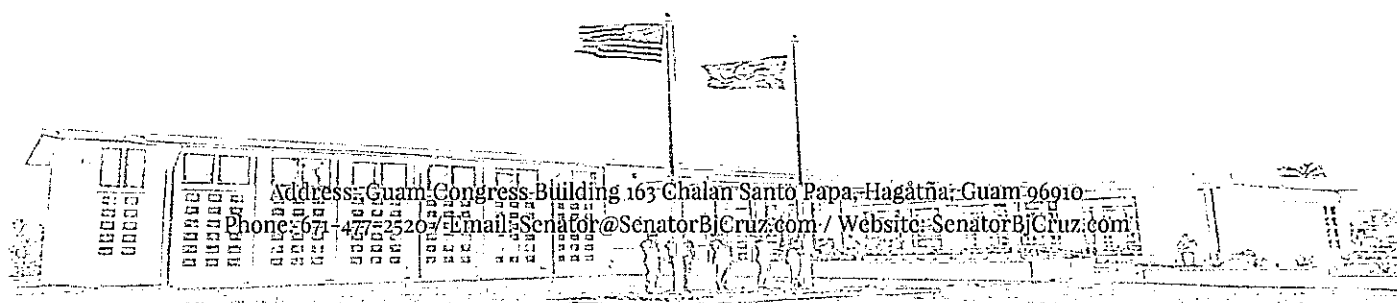 Address: Guam Congress Building 163 Chalan Santo Papa, Hagåtña, Guam 96910
Phone: 671-477-2520 / Email: Senator@SenatorBJCruz.com / Website: SenatorBJCruz.com